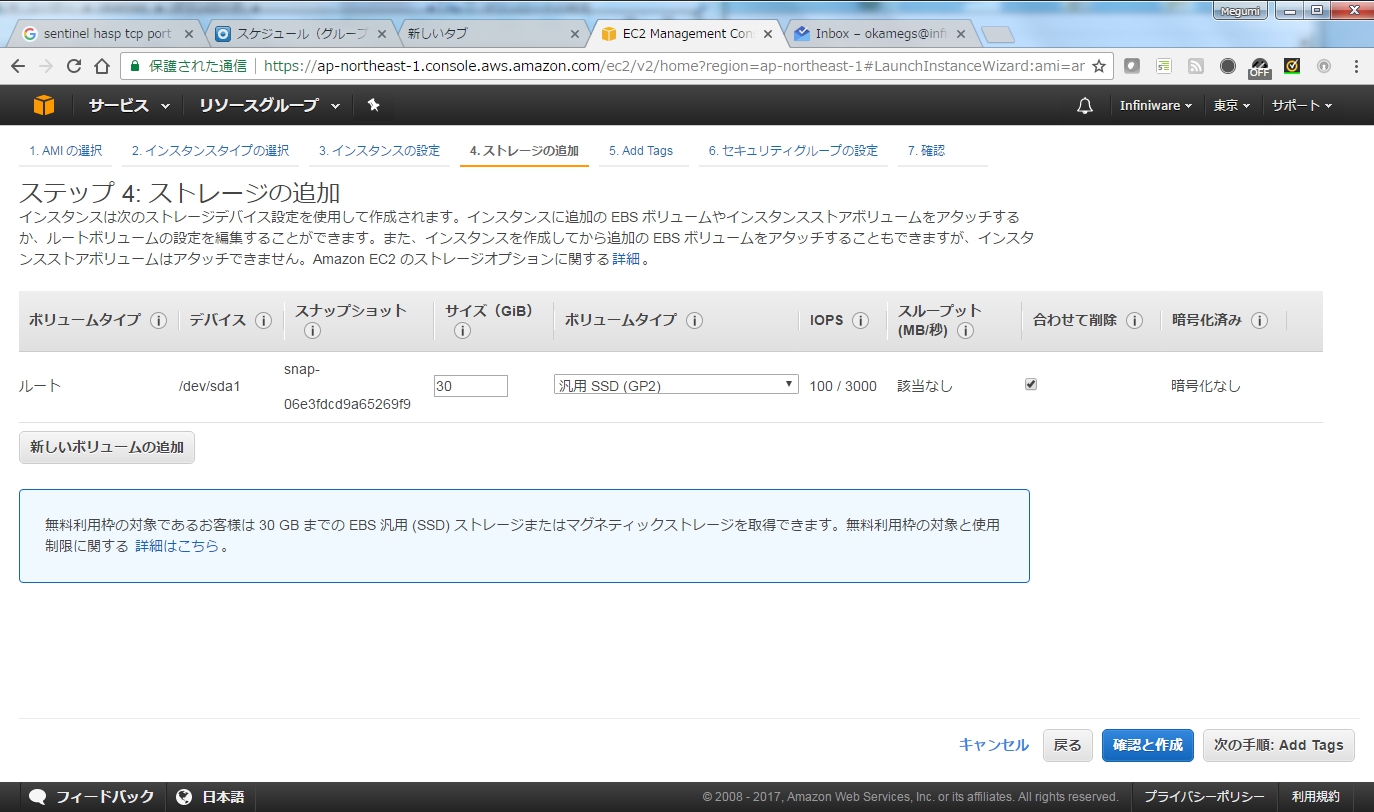 Megumi
sentinel hasp tcp port
スケジュール（グループ
新しいタブ
EC2 Management Con
Inbox – okamegs@infi
保護された通信
https://ap-northeast-1.console.aws.amazon.com/ec2/v2/home?region=ap-northeast-1#LaunchInstanceWizard:ami=ar
OFF
サービス
リソースグループ
Infiniware
東京
サポート
1. AMI の選択
2. インスタンスタイプの選択
3. インスタンスの設定
4. ストレージの追加
5. Add Tags
6. セキュリティグループの設定
7. 確認
ステップ 4: ストレージの追加
インスタンスは次のストレージデバイス設定を使用して作成されます。インスタンスに追加の EBS ボリュームやインスタンスストアボリュームをアタッチする
か、ルートボリュームの設定を編集することができます。また、インスタンスを作成してから追加の EBS ボリュームをアタッチすることもできますが、インスタ
ンスストアボリュームはアタッチできません。Amazon EC2 のストレージオプションに関する 詳細 。
ボリュームタイプ
デバイス
スナップショット
サイズ（GiB）
ボリュームタイプ
IOPS
スループット
(MB/秒)
合わせて削除
暗号化済み
ルート
/dev/sda1
snap-
06e3fdcd9a65269f9
30
汎用 SSD (GP2)
100 / 3000
該当なし
暗号化なし
新しいボリュームの追加
無料利用枠の対象であるお客様は 30 GB までの EBS 汎用 (SSD) ストレージまたはマグネティックストレージを取得できます。無料利用枠の対象と使用
制限に関する 詳細はこちら 。
キャンセル
戻る
確認と作成
次の手順: Add Tags
フィードバック
日本語
© 2008 - 2017, Amazon Web Services, Inc. or its affiliates. All rights reserved.
プライバシーポリシー
利用規約